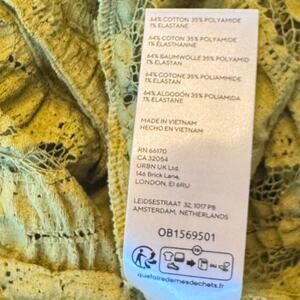 64% COTTON 35% POLYAMIDE
1% ELASTANE
64% COTON 35% POLYAMIDE
1% ÉLASTHANNE
64% BAUMWOLLE 35% POLYAMID
1% ELASTAN
64% COTONE 35% POLIAMMIDE
1% ELASTAN
64% ALGODÓN 35% POLIAMIDA
1% ELASTANE
MADE IN VIETNAM
HECHO EN VIETNAM
RN 66170
CA 32054
URBN UK Ltd.
146 Brick Lane,
LONDON, E1 6RU
LEIDSESTRAAT 32, 1017 PB
AMSTERDAM, NETHERLANDS
OB1569501
FR
quefairedemesdechets.fr